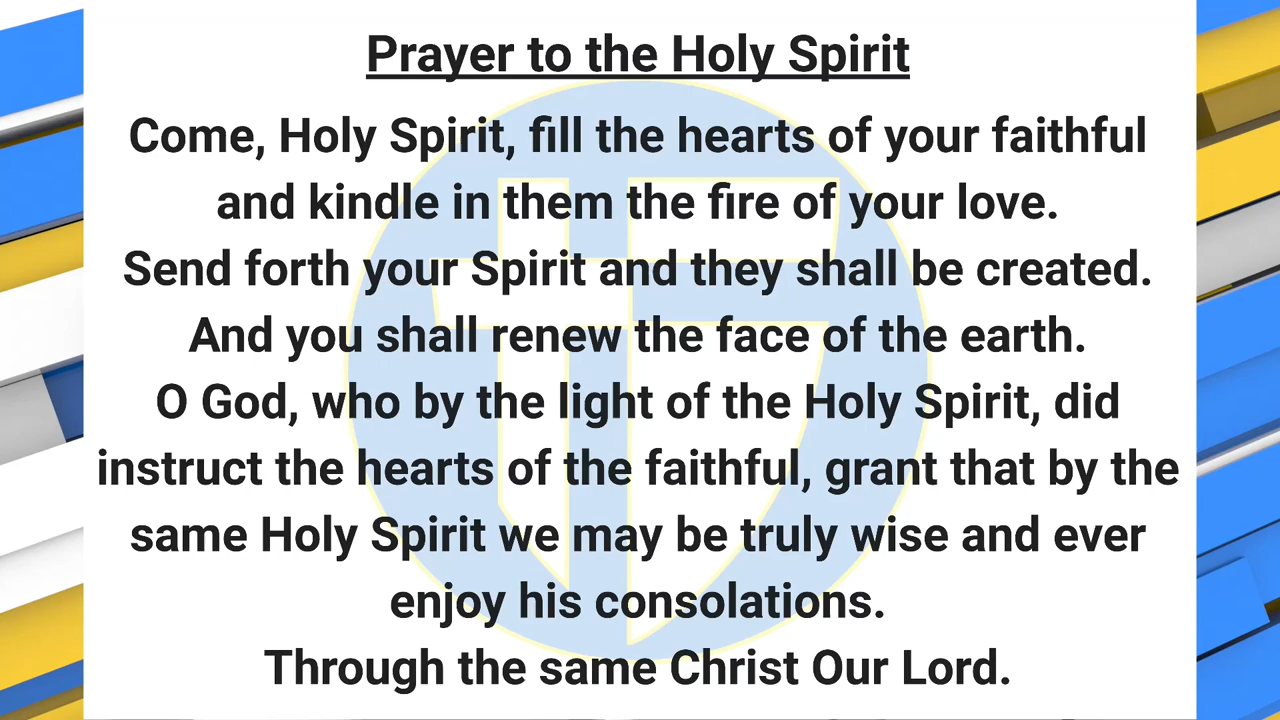 Prayer to the Holy Spirit
Come, Holy Spirit, fill the hearts of your faithful
and kindle in them the fire of your love.
Send forth your Spirit and they shall be created.
And you shall renew the face of the earth.
O God, who by the light of the Holy Spirit, did
instruct the hearts of the faithful, grant that by the
same Holy Spirit we may be truly wise and ever
enjoy his consolations.
Through the same Christ Our Lord.